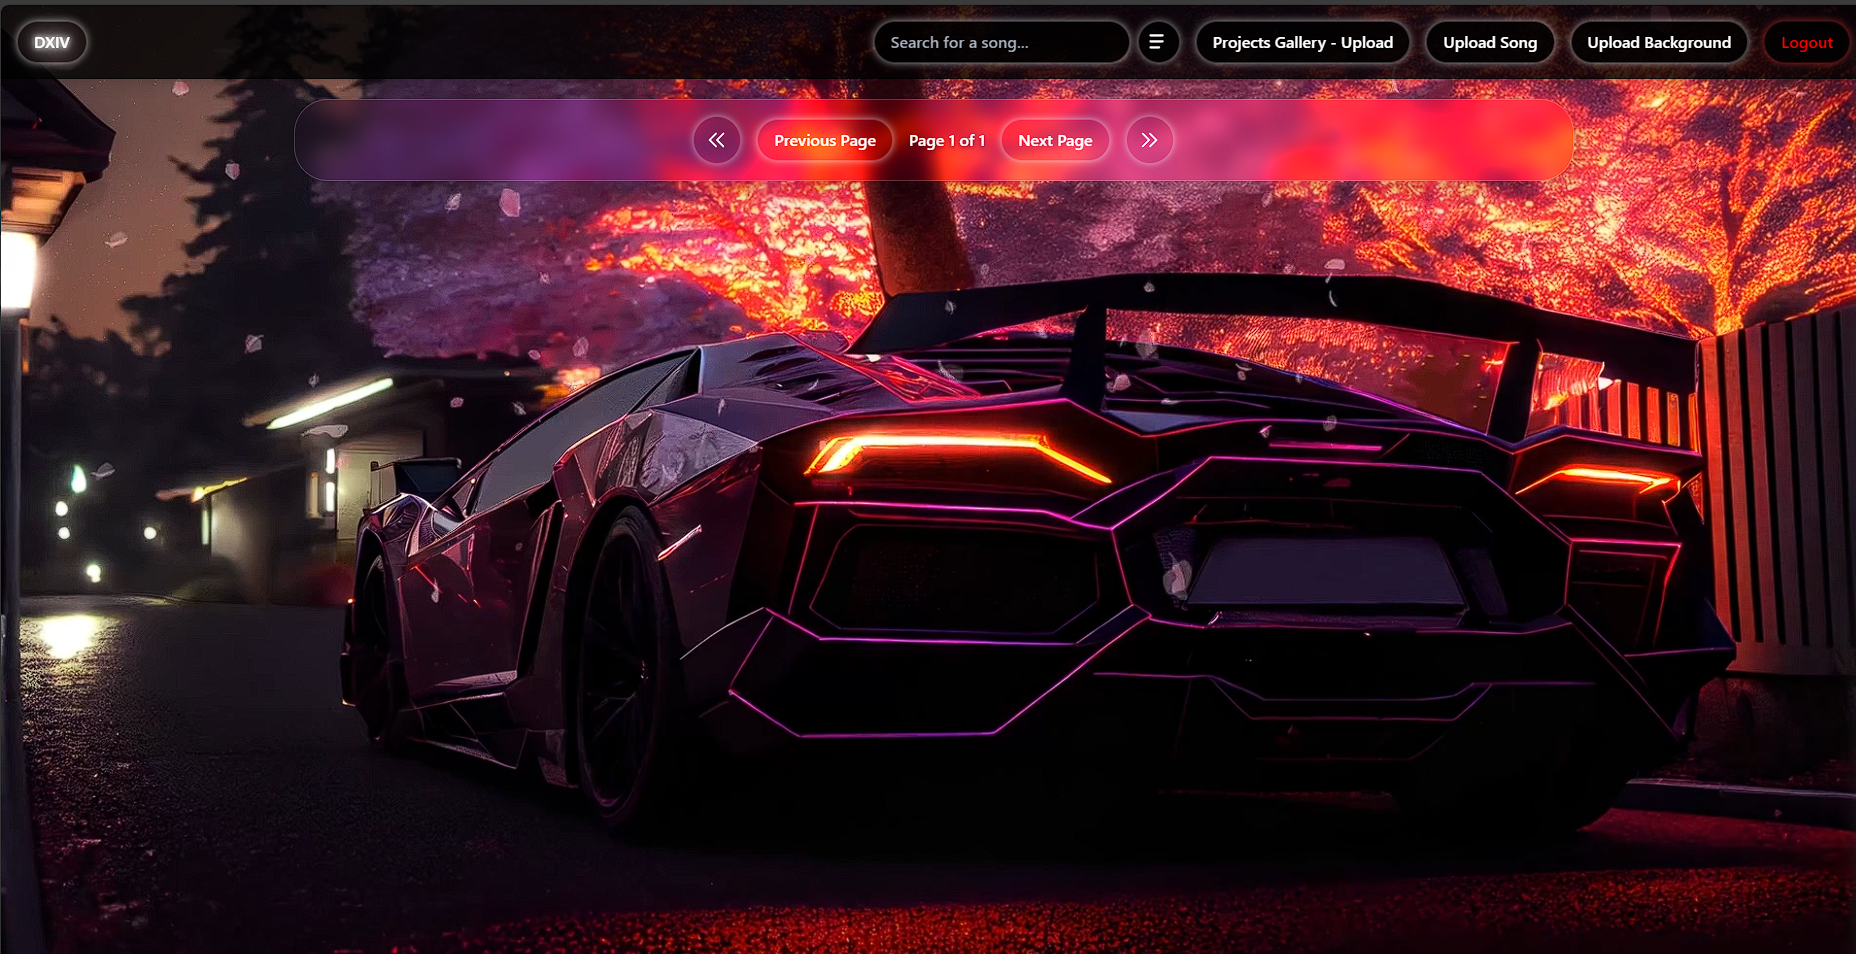 DXIV
Search for a song...
Projects Gallery - Upload
Upload Song
Upload Background
Logout
Previous Page
Page 1 of 1
Next Page